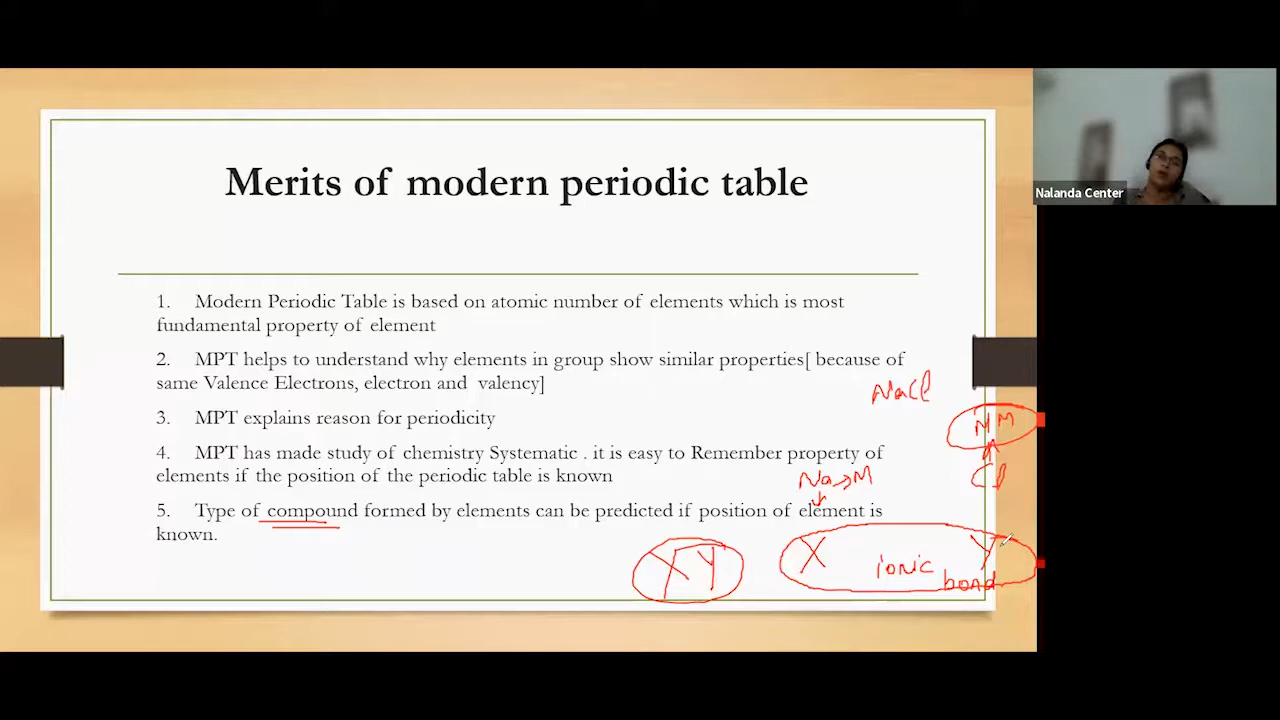 Merits of modern periodic table
Nalanda Center
1. Modern Periodic Table is based on atomic number of elements which is most
fundamental property of element
2. MPT helps to understand why elements in group show similar properties[ because of
same Valence Electrons, electron and valency]
NaCl
3. MPT explains reason for periodicity
NM
4. MPT has made study of chemistry Systematic . it is easy to Remember property of
elements if the position of the periodic table is known
Na→M
Cl
5. Type of compound formed by elements can be predicted if position of element is
known.
XY
X ionic Y
bond